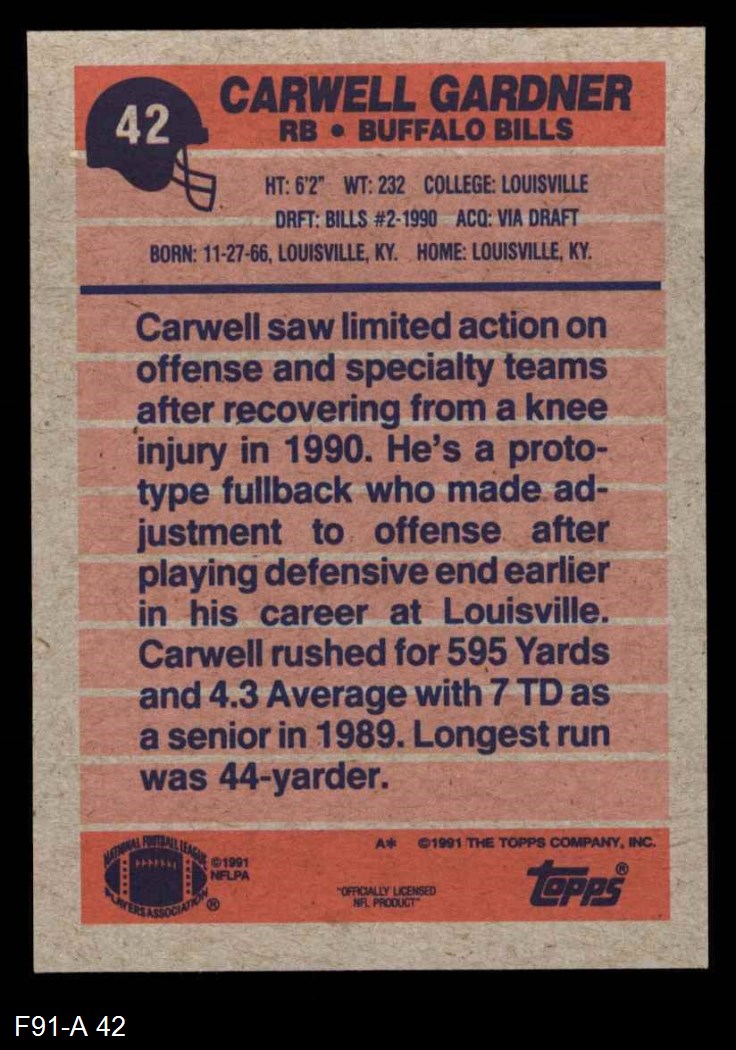 42
CARWELL GARDNER
RB • BUFFALO BILLS
HT: 6'2" WT: 232 COLLEGE: LOUISVILLE
DRFT: BILLS #2-1990 ACQ: VIA DRAFT
BORN: 11-27-66, LOUISVILLE, KY. HOME: LOUISVILLE, KY.
Carwell saw limited action on
offense and specialty teams
after recovering from a knee
injury in 1990. He's a proto-
type fullback who made ad-
justment to offense after
playing defensive end earlier
in his career at Louisville.
Carwell rushed for 595 Yards
and 4.3 Average with 7 TD as
a senior in 1989. Longest run
was 44-yarder.
A* ©1991 THE TOPPS COMPANY, INC.
NATIONAL FOOTBALL LEAGUE
PLAYERS ASSOCIATION ®
©1991
NFLPA
"OFFICIALLY LICENSED
NFL PRODUCT"
TOPPS®
F91-A 42